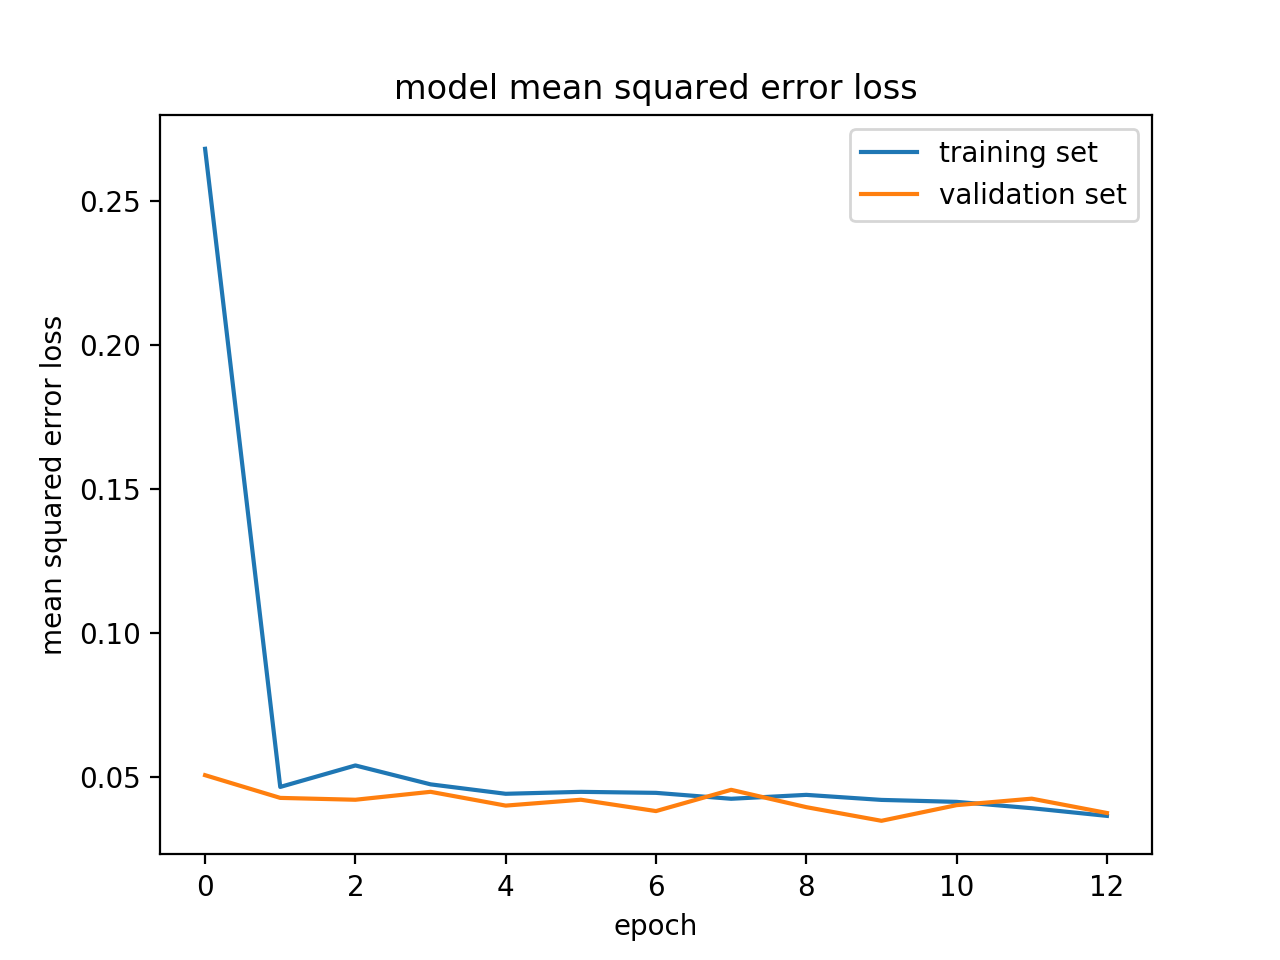 model mean squared error loss
training set
validation set
mean squared error loss
0.25
0.20
0.15
0.10
0.05
0 2 4 6 8 10 12
epoch